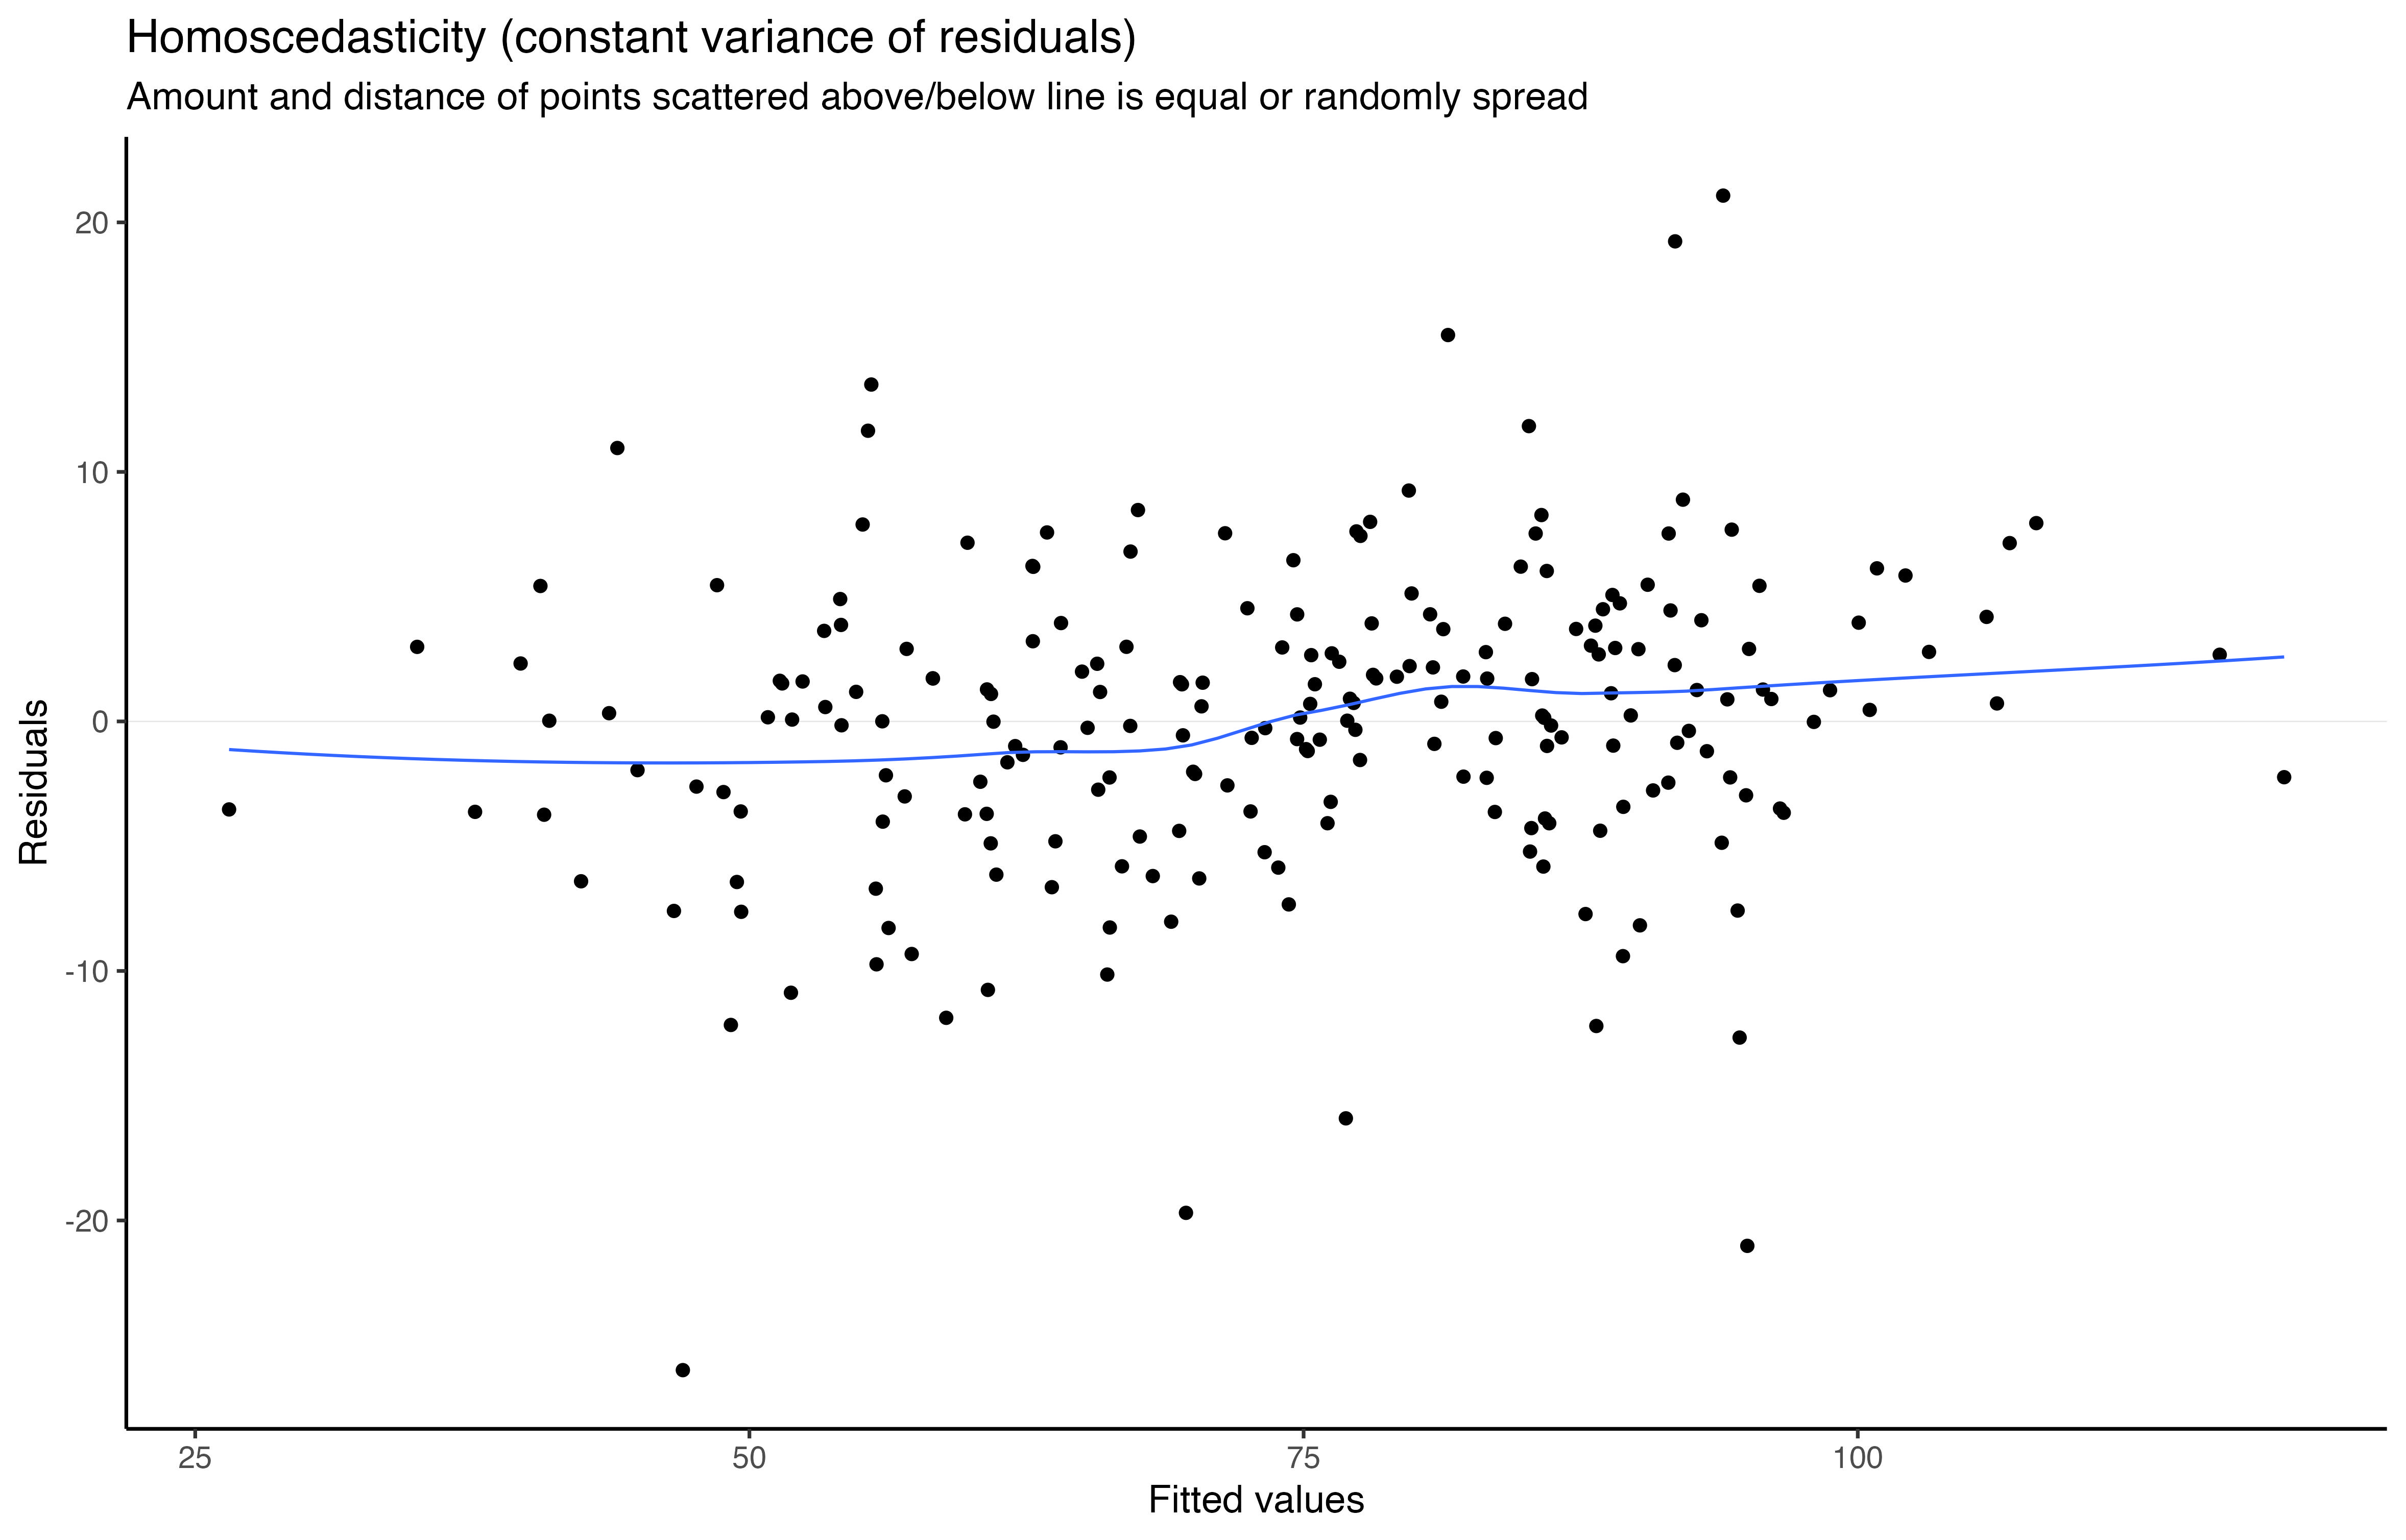 Homoscedasticity (constant variance of residuals)
Amount and distance of points scattered above/below line is equal or randomly spread
20
10
0
-10
-20
Residuals
25 50 75 100
Fitted values